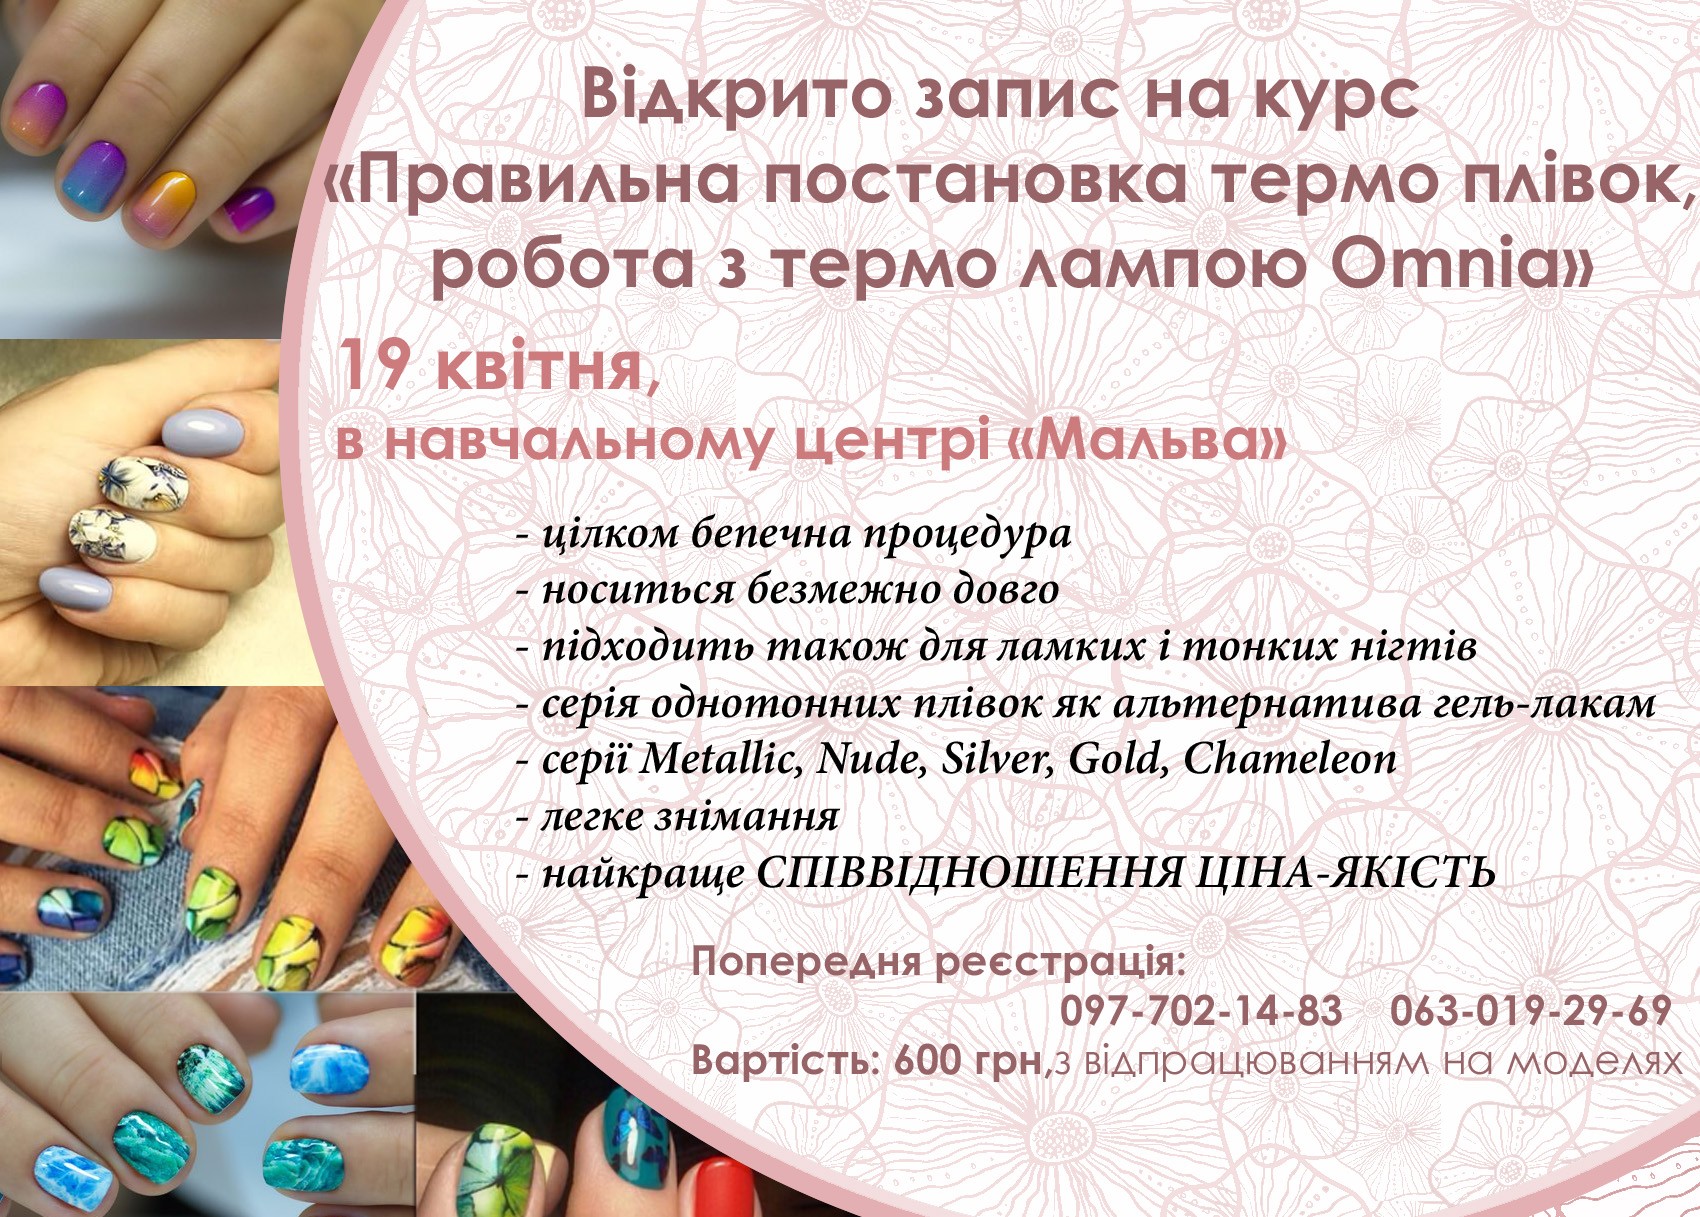 Відкрито запис на курс
«Правильна постановка термо плівок,
робота з термо лампою Omnia»
19 квітня,
в навчальному центрі «Мальва»
- цілком бепечна процедура
- носиться безмежно довго
- підходить також для ламких і тонких нігтів
- серія однотонних плівок як альтернатива гель-лакам
- серії Metallic, Nude, Silver, Gold, Chameleon
- легке знімання
- найкраще СПІВВІДНОШЕННЯ ЦІНА-ЯКІСТЬ
Попередня реєстрація:
097-702-14-83 063-019-29-69
Вартість: 600 грн,з відпрацюванням на моделях